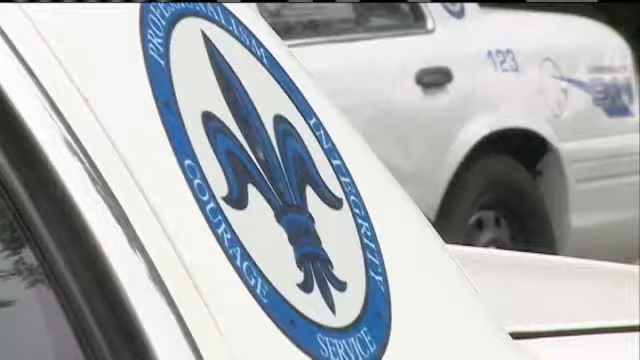 PROFESSIONALISM
INTEGRITY
COURAGE
SERVICE
123